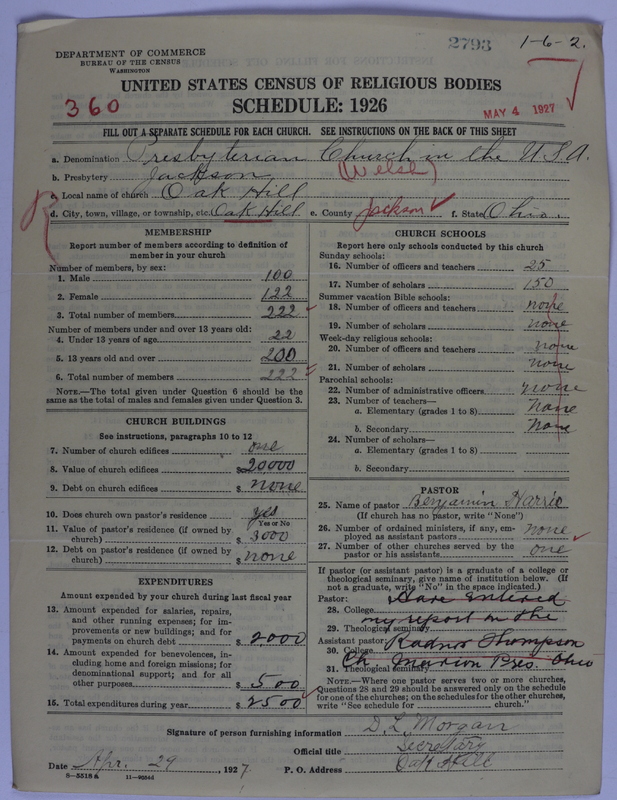 2793
1-6-2.
DEPARTMENT OF COMMERCE
BUREAU OF THE CENSUS
WASHINGTON
UNITED STATES CENSUS OF RELIGIOUS BODIES
360
SCHEDULE: 1926
MAY 4 1927
FILL OUT A SEPARATE SCHEDULE FOR EACH CHURCH. SEE INSTRUCTIONS ON THE BACK OF THIS SHEET
a. Denomination Presbyterian Church in the U.S.A.
b. Presbytery Jackson (Welsh)
c. Local name of church Oak Hill
d. City, town, village, or township, etc. Oak Hill e. County Jackson f. State Ohio.
MEMBERSHIP
Report number of members according to definition of
member in your church
Number of members, by sex:
1. Male 100
2. Female 122
3. Total number of members 222
Number of members under and over 13 years old:
4. Under 13 years of age 22
5. 13 years old and over 200
6. Total number of members 222
NOTE.—The total given under Question 6 should be
same as the total of males and females given under Question 3.
CHURCH BUILDINGS
See instructions, paragraphs 10 to 12
7. Number of church edifices one
8. Value of church edifices $20000
9. Debt on church edifices $ none
10. Does church own pastor's residence yes
Yes or No
11. Value of pastor's residence (if owned by
church) $ 3000
12. Debt on pastor's residence (if owned by
church) $ none
EXPENDITURES
Amount expended by your church during last fiscal year
13. Amount expended for salaries, repairs,
and other running expenses; for im-
provements or new buildings; and for
payments on church debt $ 2000
14. Amount expended for benevolences, in-
cluding home and foreign missions; for
denominational support; and for all
other purposes $ 500
15. Total expenditures during year $ 2500
CHURCH SCHOOLS
Report here only schools conducted by this church
Sunday schools:
16. Number of officers and teachers 25
17. Number of scholars 150
Summer vacation Bible schools:
18. Number of officers and teachers none
19. Number of scholars none
Week-day religious schools:
20. Number of officers and teachers none
21. Number of scholars none
Parochial schools:
22. Number of administrative officers none
23. Number of teachers—
a. Elementary (grades 1 to 8) none
b. Secondary none
24. Number of scholars—
a. Elementary (grades 1 to 8)
b. Secondary
PASTOR
25. Name of pastor Benjamin Harris
(If church has no pastor, write "None")
26. Number of ordained ministers, if any, em-
ployed as assistant pastors none
27. Number of other churches served by the
pastor or his assistants one
If pastor (or assistant pastor) is a graduate of a college or
theological seminary, give name of institution below. (If
not a graduate, write "No" in the space indicated.)
Pastor: Have entered
28. College
my report on the
29. Theological seminary
Assistant pastor: Radnor Thompson
30. College
Ch. Marion Pres. Ohio
31. Theological seminary
NOTE.—Where one pastor serves two or more churches,
Questions 28 and 29 should be answered only on the schedule
for one of the churches; on the schedules for the other churches,
write "See schedule for church."
Signature of person furnishing information D. L. Morgan
Official title Secretary
Date Apr. 29, 1927 P. O. Address Oak Hill
8—5518a